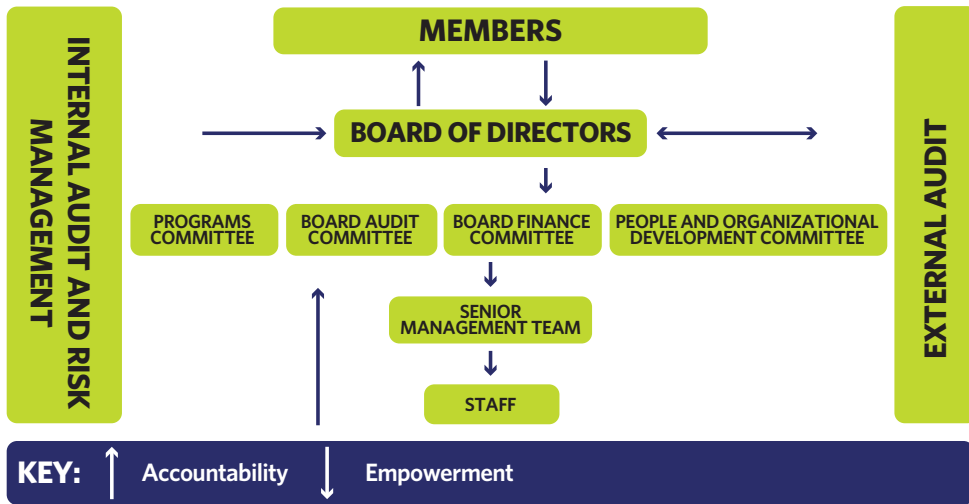 MEMBERS
INTERNAL AUDIT AND RISK
MANAGEMENT
BOARD OF DIRECTORS
EXTERNAL AUDIT
PROGRAMS
COMMITTEE
BOARD AUDIT
COMMITTEE
BOARD FINANCE
COMMITTEE
PEOPLE AND ORGANIZATIONAL
DEVELOPMENT COMMITTEE
SENIOR
MANAGEMENT TEAM
STAFF
KEY: Accountability Empowerment